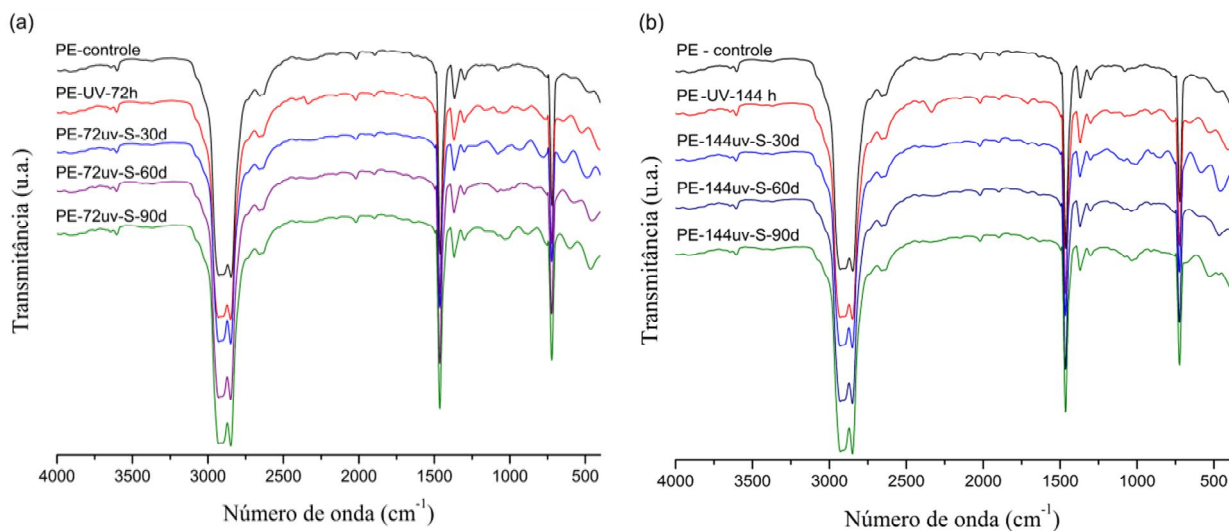 (a)
PE-controle
PE-UV-72h
PE-72uv-S-30d
PE-72uv-S-60d
PE-72uv-S-90d
Transmitância (u.a.)
4000 3500 3000 2500 2000 1500 1000 500
Número de onda (cm⁻¹)
(b)
PE - controle
PE-UV-144 h
PE-144uv-S-30d
PE-144uv-S-60d
PE-144uv-S-90d
Transmitância (u.a.)
4000 3500 3000 2500 2000 1500 1000 500
Número de onda (cm⁻¹)